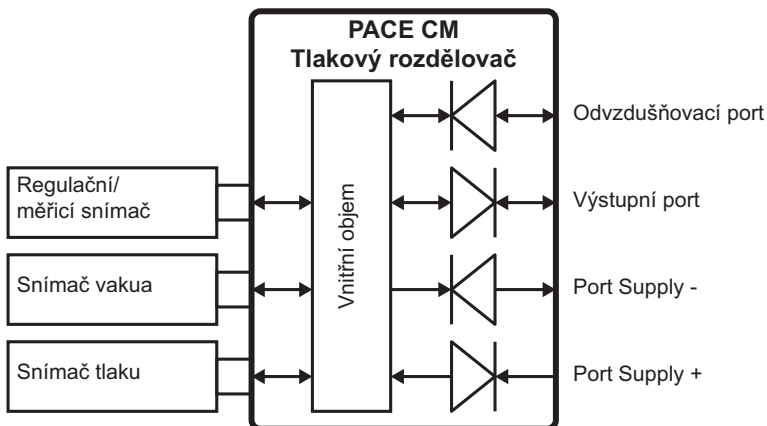 PACE CM
Tlakový rozdělovač
Odvzdušňovací port
Regulační/
měřicí snímač
Výstupní port
Vnitřní objem
Snímač vakua
Port Supply -
Snímač tlaku
Port Supply +